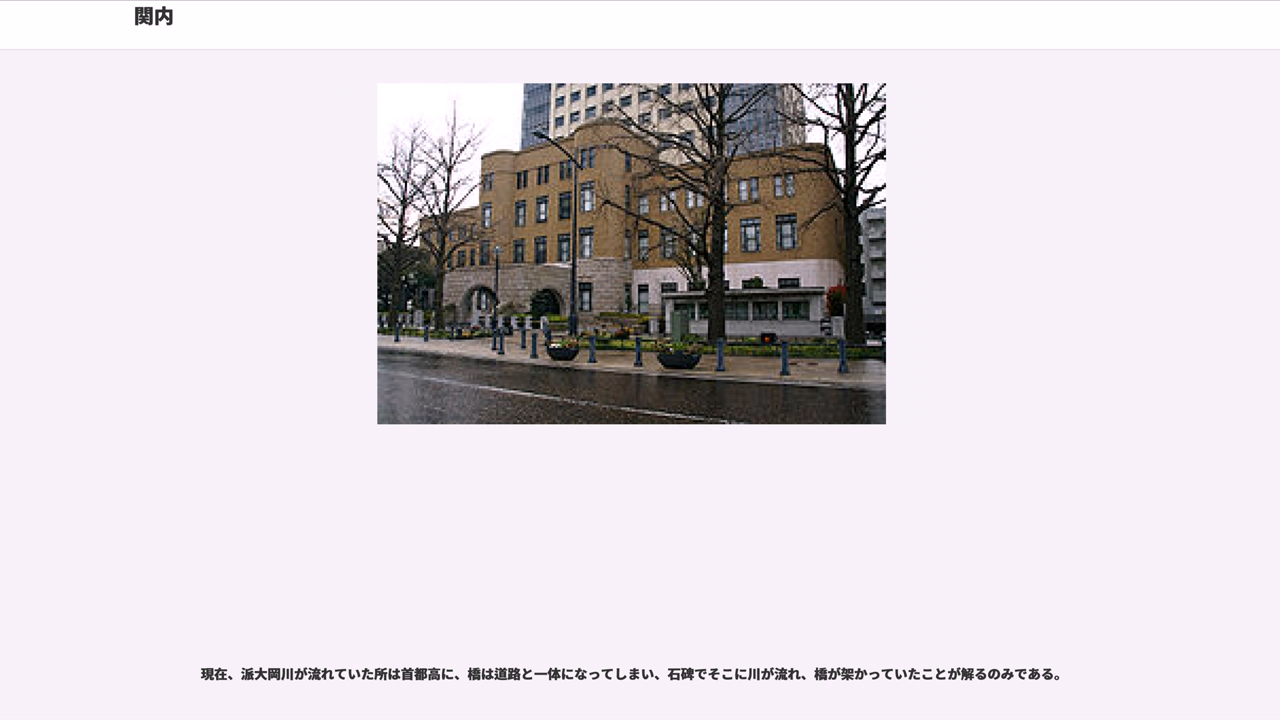 関内
現在、派大岡川が流れていた所は首都高に、橋は道路と一体になってしまい、石碑でそこに川が流れ、橋が架かっていたことが解るのみである。